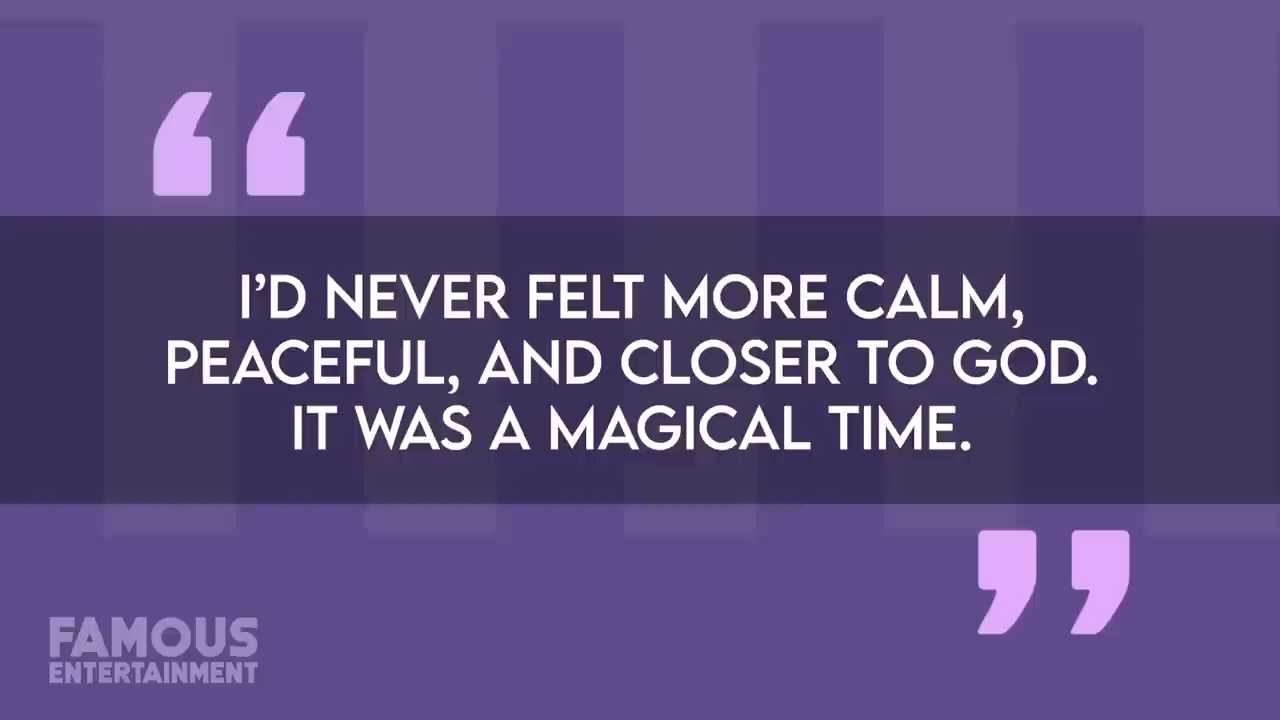 “
I’D NEVER FELT MORE CALM,
PEACEFUL, AND CLOSER TO GOD.
IT WAS A MAGICAL TIME.
”
FAMOUS
ENTERTAINMENT